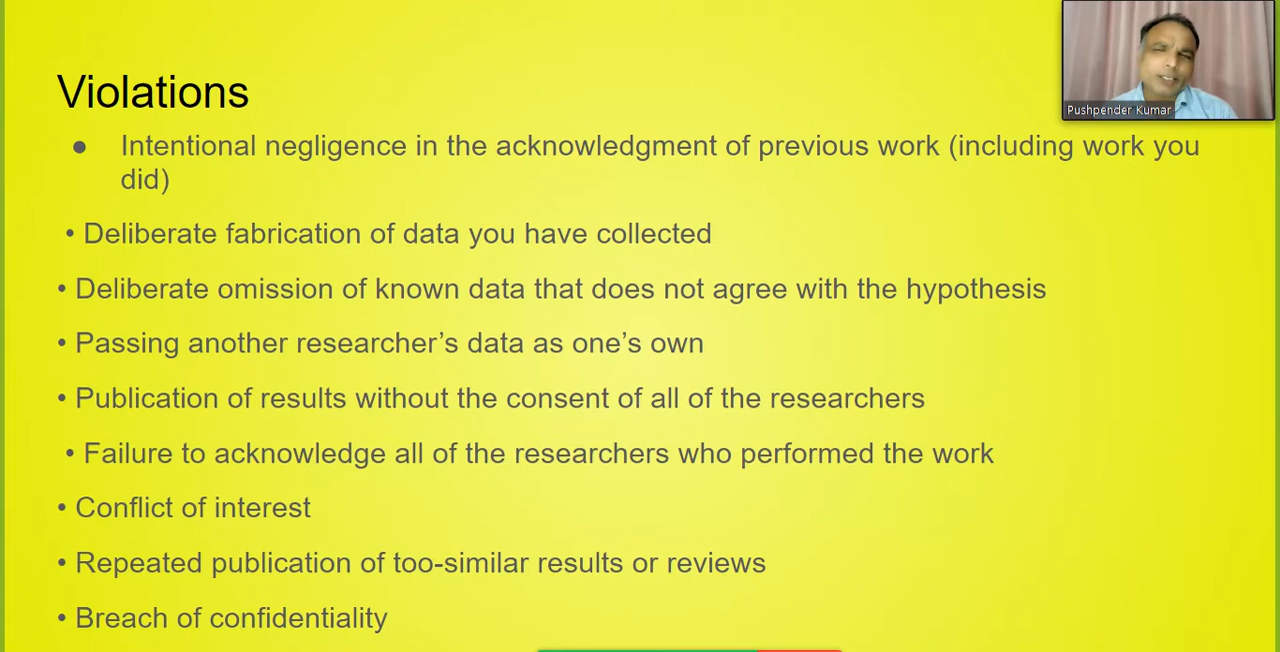 Pushpender Kumar
Violations
● Intentional negligence in the acknowledgment of previous work (including work you
did)
• Deliberate fabrication of data you have collected
• Deliberate omission of known data that does not agree with the hypothesis
• Passing another researcher’s data as one’s own
• Publication of results without the consent of all of the researchers
• Failure to acknowledge all of the researchers who performed the work
• Conflict of interest
• Repeated publication of too-similar results or reviews
• Breach of confidentiality